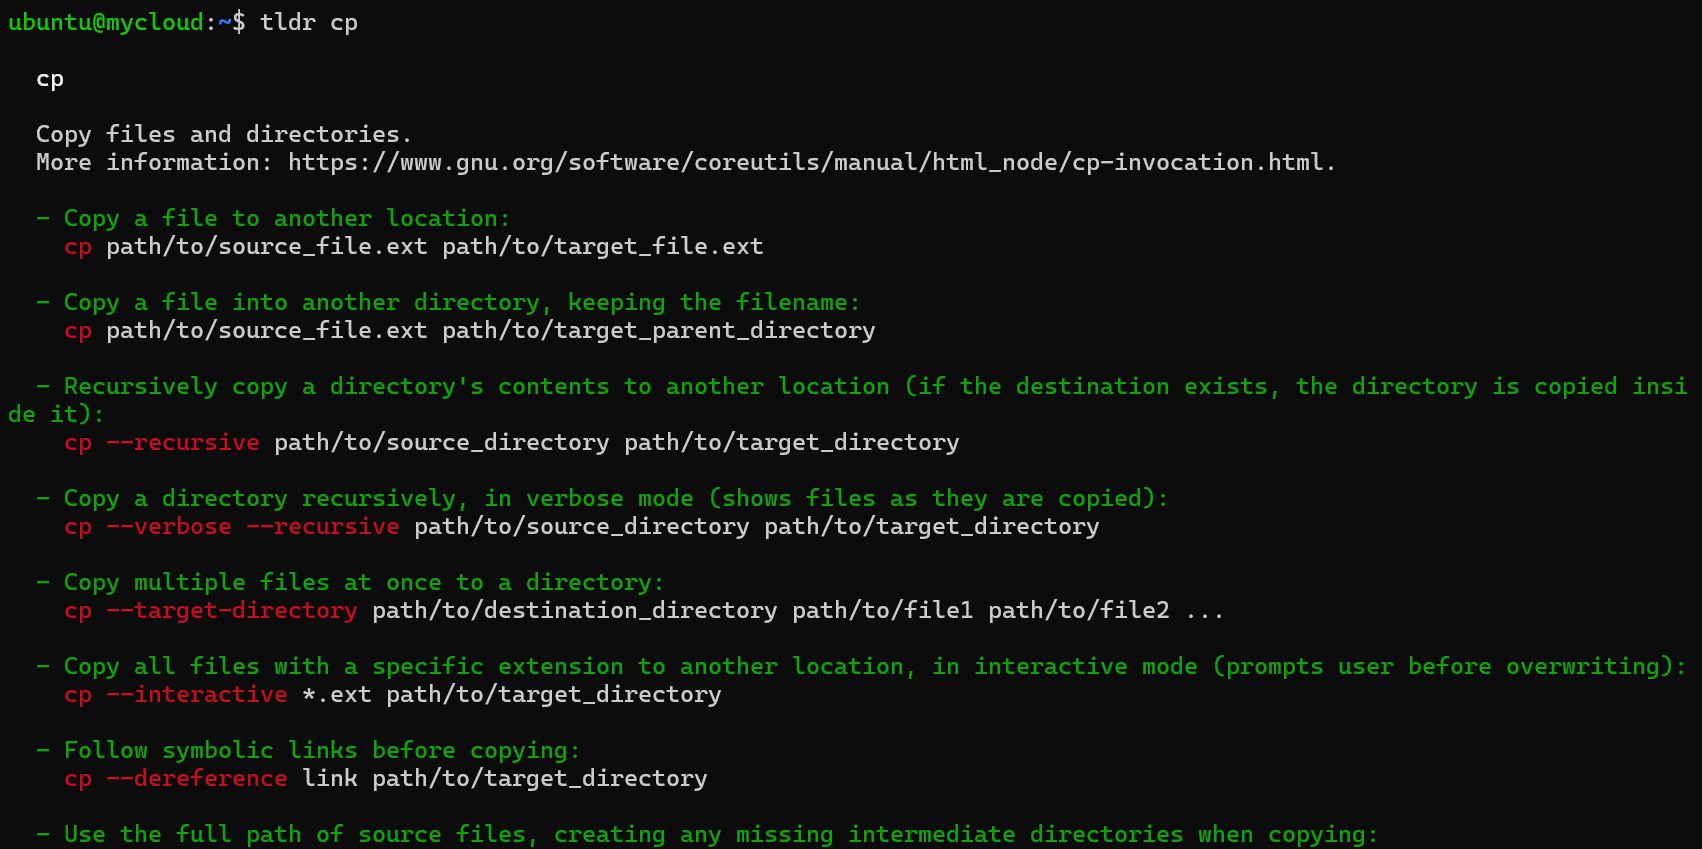 ubuntu@mycloud:~$ tldr cp
cp
Copy files and directories.
More information: https://www.gnu.org/software/coreutils/manual/html_node/cp-invocation.html.
- Copy a file to another location:
cp path/to/source_file.ext path/to/target_file.ext
- Copy a file into another directory, keeping the filename:
cp path/to/source_file.ext path/to/target_parent_directory
- Recursively copy a directory's contents to another location (if the destination exists, the directory is copied insi
de it):
cp --recursive path/to/source_directory path/to/target_directory
- Copy a directory recursively, in verbose mode (shows files as they are copied):
cp --verbose --recursive path/to/source_directory path/to/target_directory
- Copy multiple files at once to a directory:
cp --target-directory path/to/destination_directory path/to/file1 path/to/file2 ...
- Copy all files with a specific extension to another location, in interactive mode (prompts user before overwriting):
cp --interactive *.ext path/to/target_directory
- Follow symbolic links before copying:
cp --dereference link path/to/target_directory
- Use the full path of source files, creating any missing intermediate directories when copying: